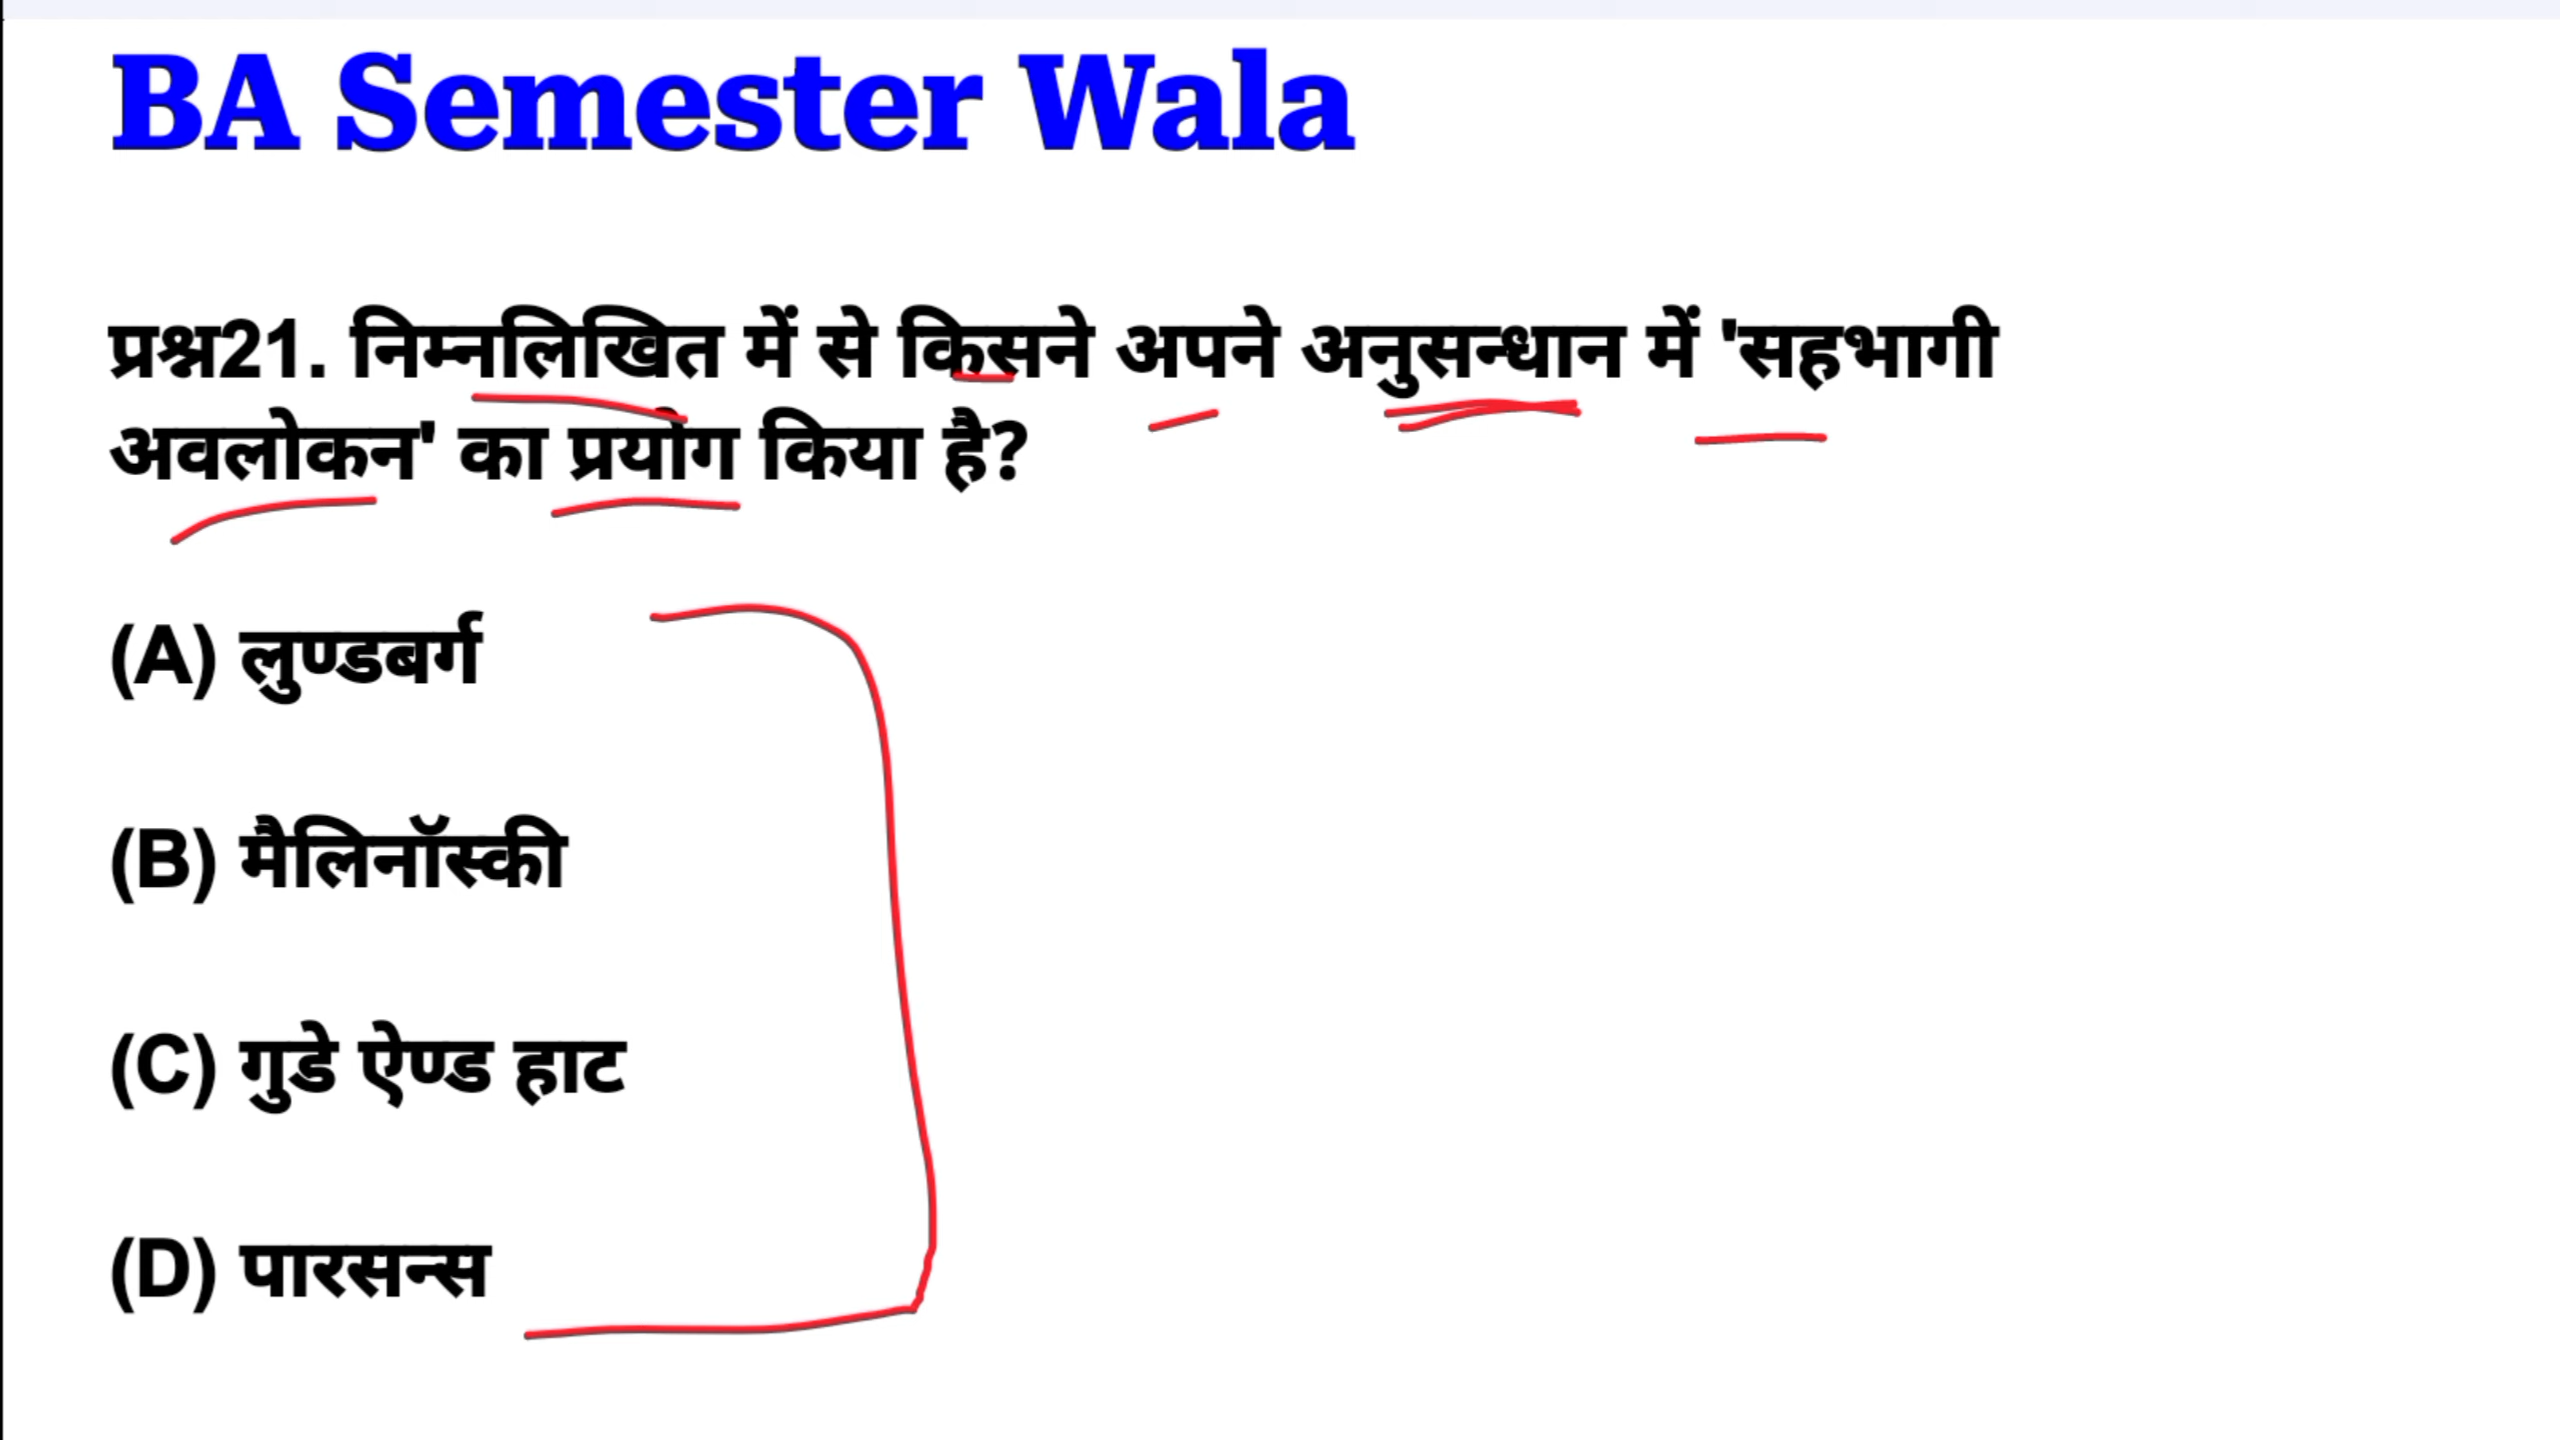 BA Semester Wala
प्रश्न21. निम्नलिखित में से किसने अपने अनुसन्धान में 'सहभागी
अवलोकन' का प्रयोग किया है?
(A) लुण्डबर्ग
(B) मैलिनॉस्की
(C) गुडे ऐण्ड हाट
(D) पारसन्स